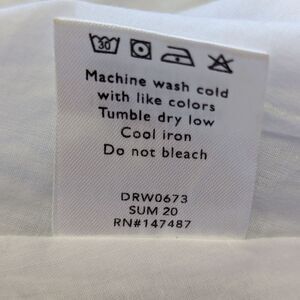 30
Machine wash cold
with like colors
Tumble dry low
Cool iron
Do not bleach
DRW0673
SUM 20
RN#147487